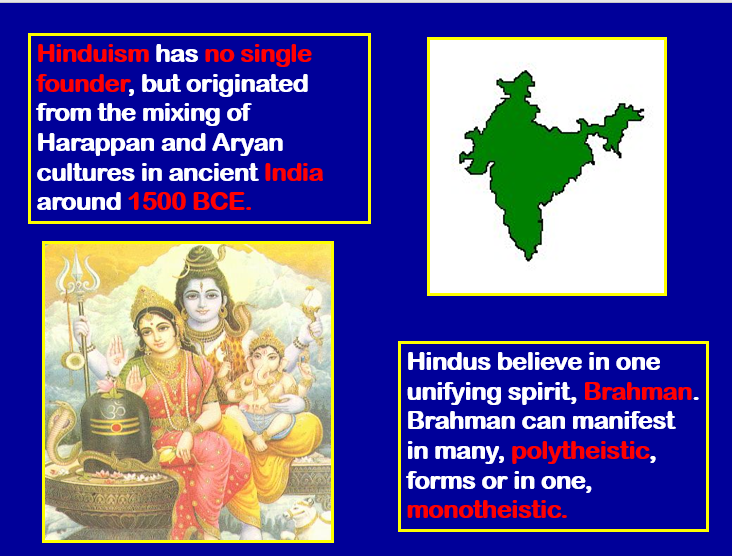 Hinduism has no single
founder, but originated
from the mixing of
Harappan and Aryan
cultures in ancient India
around 1500 BCE.
ॐ
Hindus believe in one
unifying spirit, Brahman.
Brahman can manifest
in many, polytheistic,
forms or in one,
monotheistic.